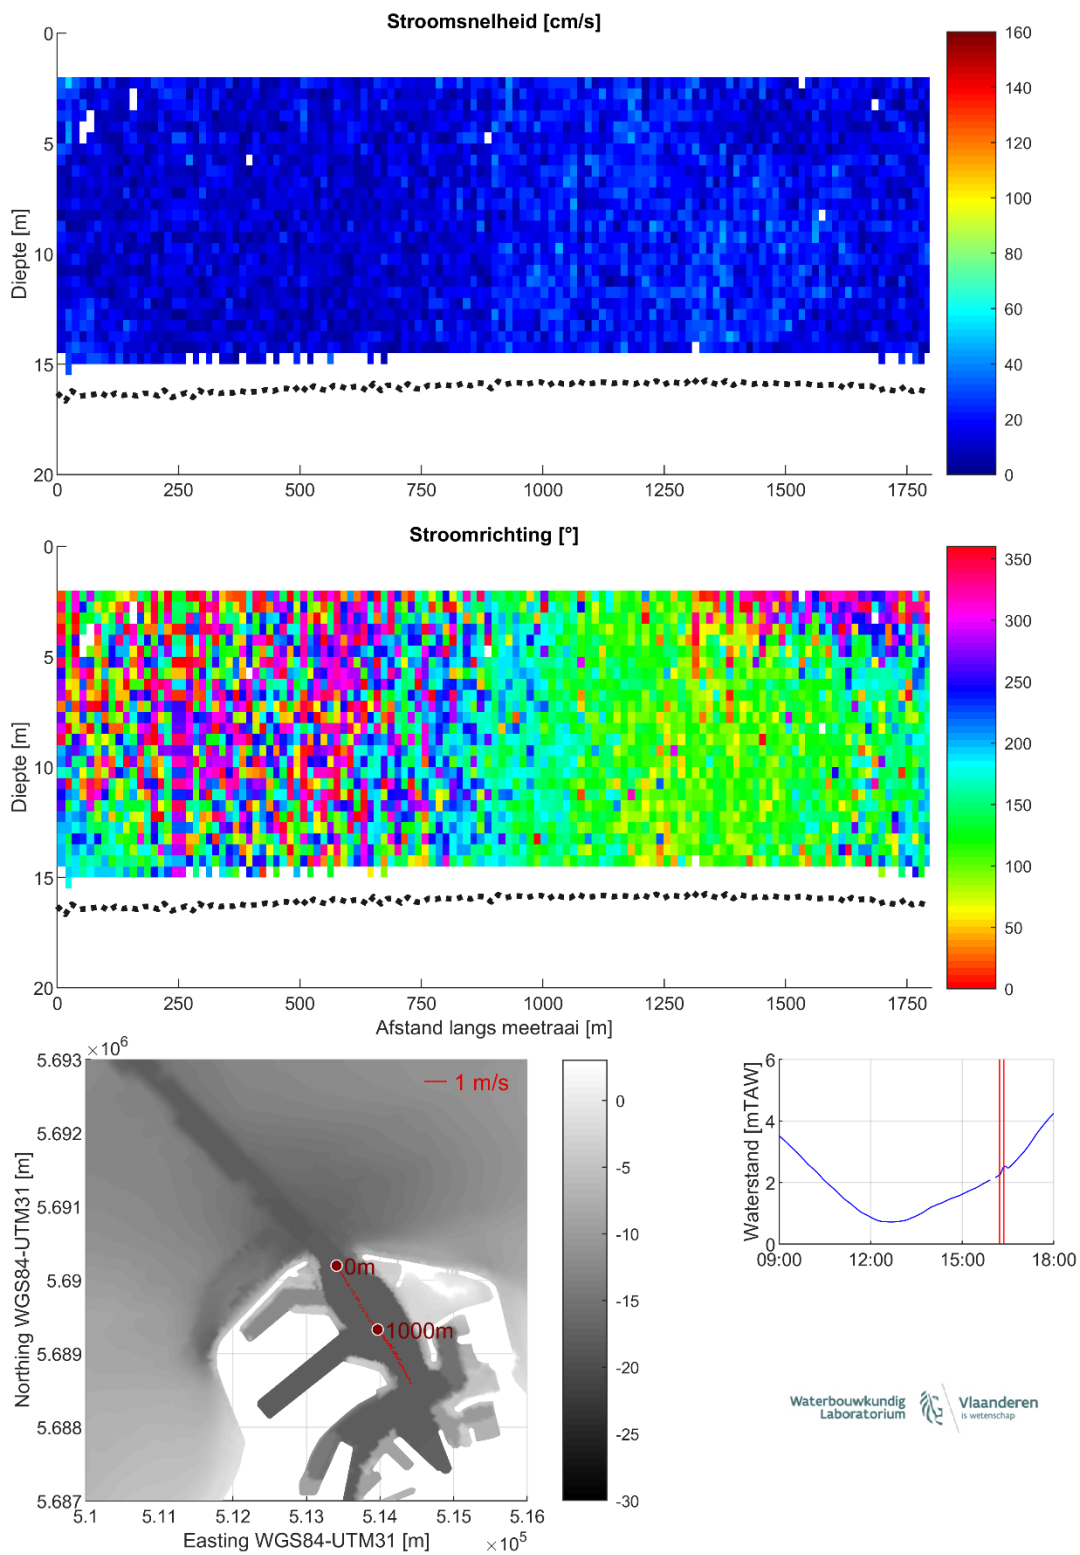 Stroomsnelheid [cm/s]
0
5
10
15
20
Diepte [m]
0 250 500 750 1000 1250 1500 1750
160
140
120
100
80
60
40
20
0
Stroomrichting [°]
0
5
10
15
20
Diepte [m]
0 250 500 750 1000 1250 1500 1750
Afstand langs meetraai [m]
350
300
250
200
150
100
50
0
×10⁶
5.693
5.692
5.691
5.69
5.689
5.688
5.687
Northing WGS84-UTM31 [m]
1 m/s
0m
1000m
5.1 5.12 5.13 5.14 5.15 5.16
Easting WGS84-UTM31 [m]
×10⁵
0
-5
-10
-15
-20
-25
-30
Waterstand [mTAW]
6
4
2
0
09:00 12:00 15:00 18:00
Waterbouwkundig
Laboratorium
Vlaanderen
is wetenschap